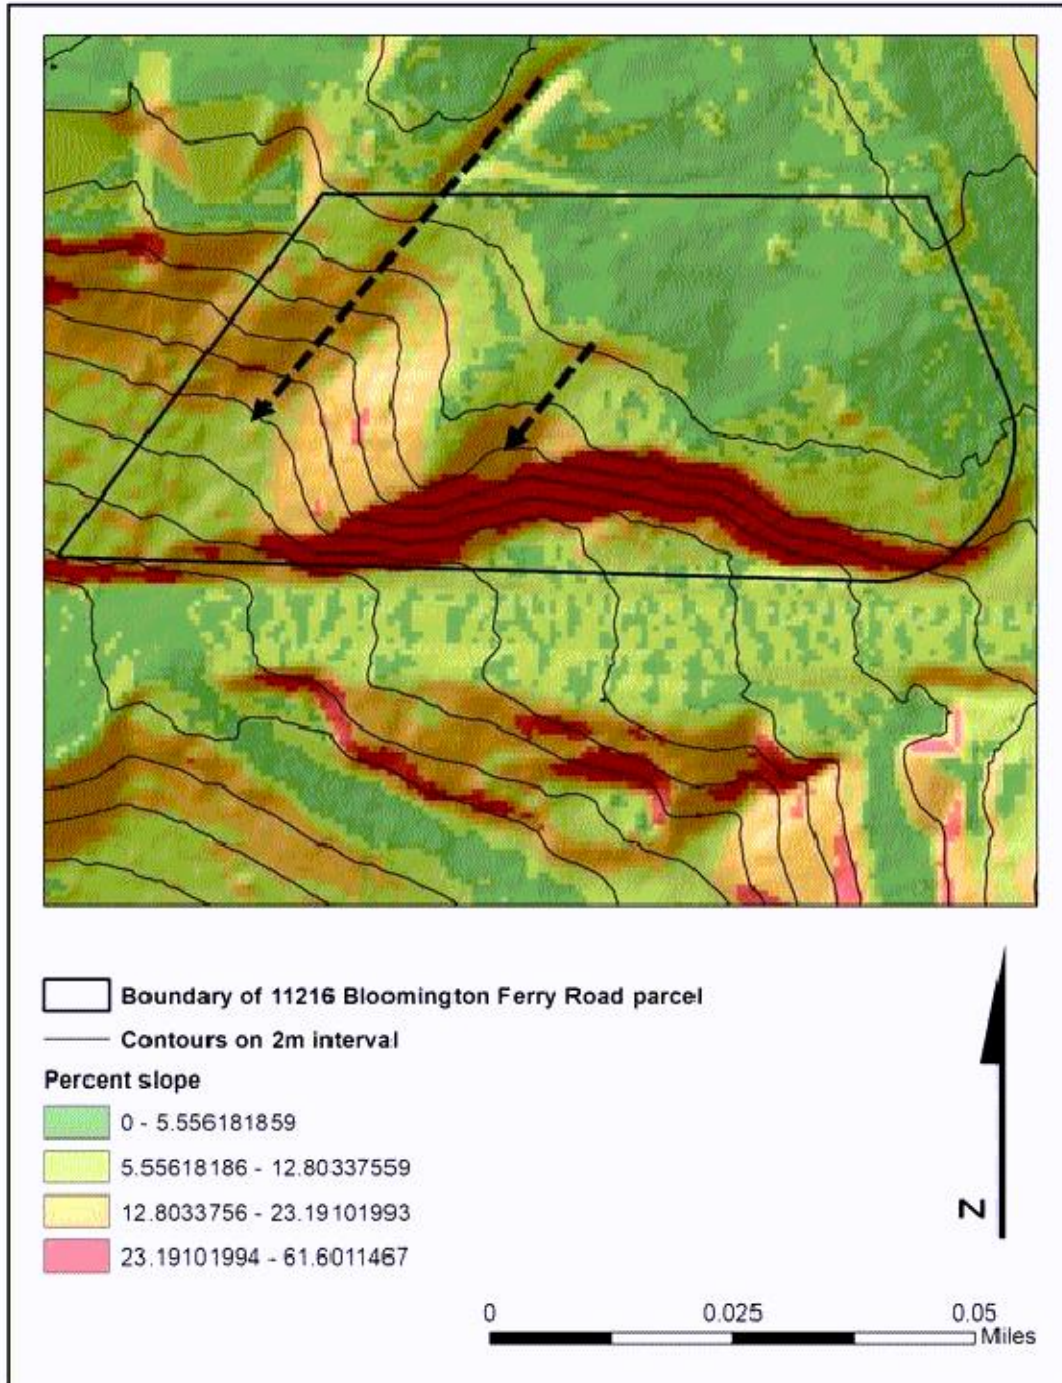 Boundary of 11216 Bloomington Ferry Road parcel
Contours on 2m interval
Percent slope
0 - 5.556181859
5.55618186 - 12.80337559
12.8033756 - 23.19101993
23.19101994 - 61.6011467
N
0 0.025 0.05
Miles